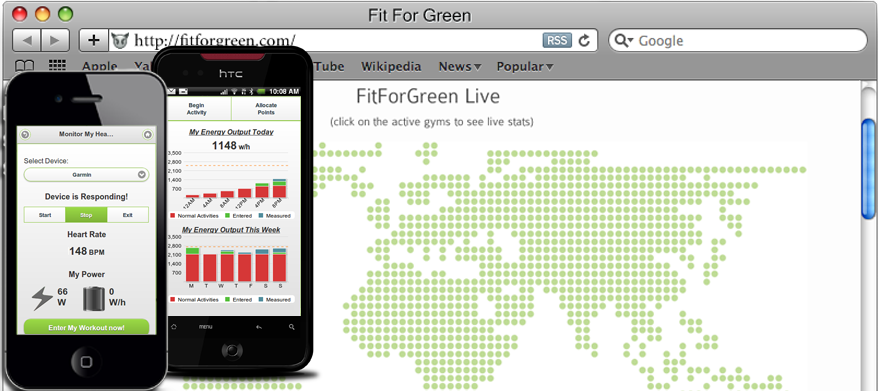 Fit For Green
http://fitforgreen.com/
RSS
Google
Apple
Tube
Wikipedia
News
Popular
FitForGreen Live
(click on the active gyms to see live stats)
hTC
10:08 AM
Begin Activity
Allocate Points
My Energy Output Today
1148 w/h
3,500
2,800
2,100
1,400
700
12AM 4AM 8AM 12PM 4PM 8PM
Normal Activities Entered Measured
My Energy Output This Week
3,500
2,800
2,100
1,400
700
M T W T F S S
Normal Activities Entered Measured
MENU
Monitor My Hea...
Select Device:
Garmin
Device is Responding!
Start Stop Exit
Heart Rate
148 BPM
My Power
66 W
0 W/h
Enter My Workout now!